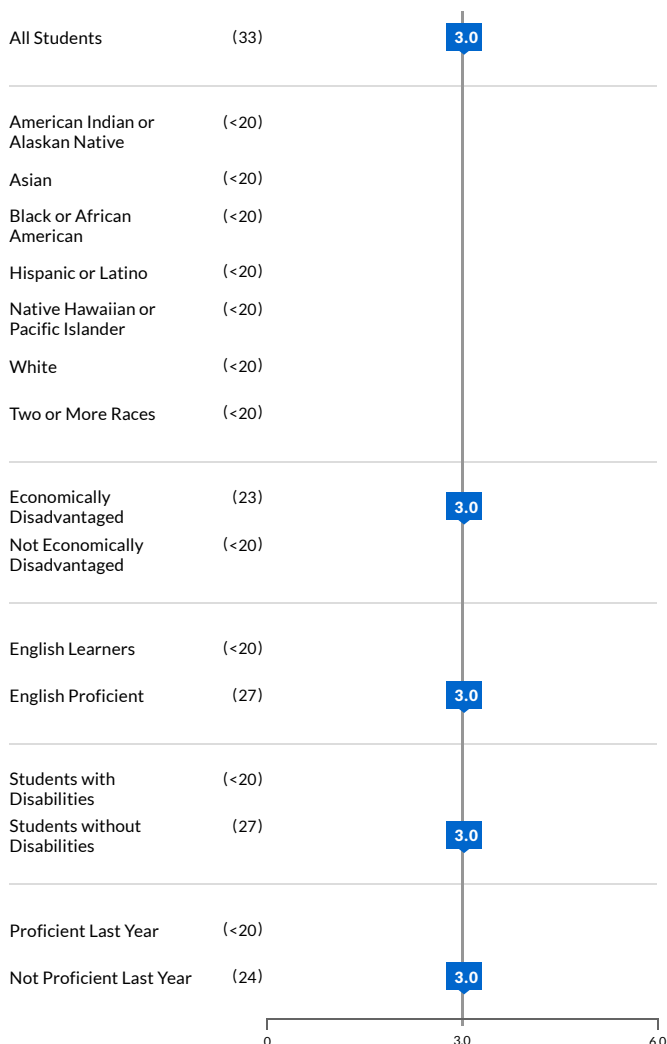 All Students (33) 3.0
American Indian or (<20)
Alaskan Native
Asian (<20)
Black or African (<20)
American
Hispanic or Latino (<20)
Native Hawaiian or (<20)
Pacific Islander
White (<20)
Two or More Races (<20)
Economically (23) 3.0
Disadvantaged
Not Economically (<20)
Disadvantaged
English Learners (<20)
English Proficient (27) 3.0
Students with (<20)
Disabilities
Students without (27) 3.0
Disabilities
Proficient Last Year (<20)
Not Proficient Last Year (24) 3.0
0 3.0 6.0